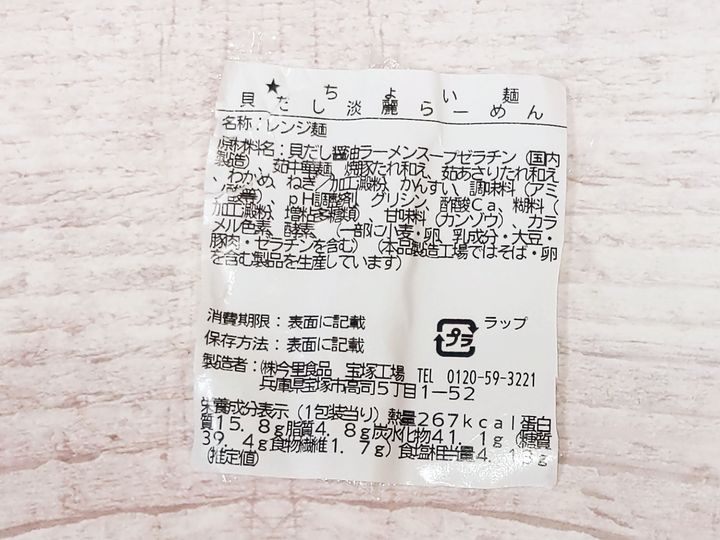 ★ちょい麺
貝だし淡麗らーめん
名称：レンジ麺
原材料名：貝だし醤油ラーメンスープゼラチン（国内
製造）、茹中華麺、焼豚たれ和え、茹あさりたれ和え
、わかめ、ねぎ／加工澱粉、かんすい、調味料（アミ
ノ酸等）、pH調整剤、グリシン、酢酸Ca、糊料（
加工澱粉、増粘多糖類）、甘味料（カンゾウ）、カラ
メル色素、酵素、（一部に小麦・卵、乳成分・大豆・
豚肉・ゼラチンを含む）（本品製造工場ではそば・卵
を含む製品を生産しています）
消費期限：表面に記載
保存方法：表面に記載
プラ
ラップ
製造者：㈱今里食品 宝塚工場 TEL 0120-59-3221
兵庫県宝塚市高司5丁目1-52
栄養成分表示（1包装当り）熱量267kcal蛋白
質15．8g脂質4．8g炭水化物41．1g（糖質
39．4g食物繊維1．7g）食塩相当量4．18g
（推定値）